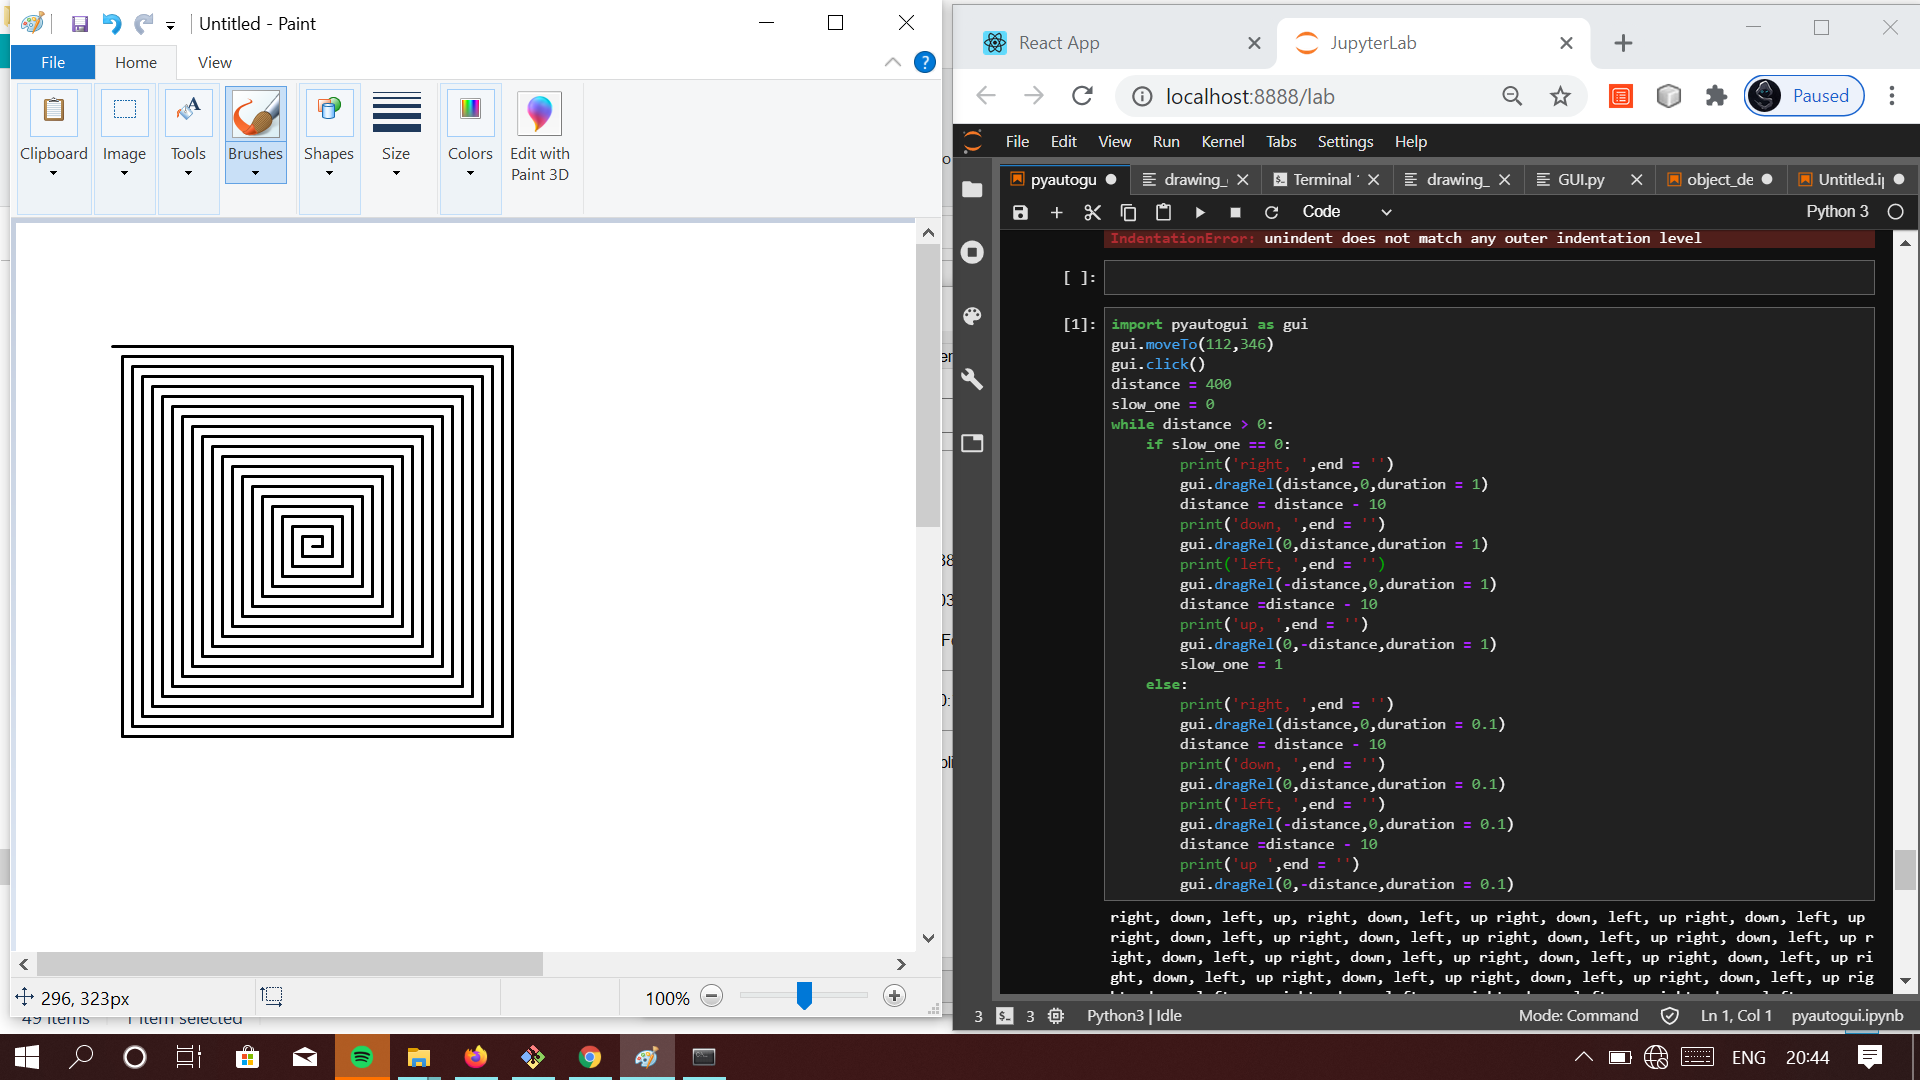 Untitled - Paint
File Home View
Clipboard Image Tools Brushes Shapes Size Colors Edit with
Paint 3D
296, 323px
100%
49 items 1 item selected
React App
JupyterLab
localhost:8888/lab
Paused
File Edit View Run Kernel Tabs Settings Help
pyautogu drawing_ Terminal drawing_ GUI.py object_de Untitled.i
Code
Python 3
IndentationError: unindent does not match any outer indentation level
[ ]:
[1]:
import pyautogui as gui
gui.moveTo(112,346)
gui.click()
distance = 400
slow_one = 0
while distance > 0:
if slow_one == 0:
print('right, ',end = '')
gui.dragRel(distance,0,duration = 1)
distance = distance - 10
print('down, ',end = '')
gui.dragRel(0,distance,duration = 1)
print('left, ',end = '')
gui.dragRel(-distance,0,duration = 1)
distance =distance - 10
print('up, ',end = '')
gui.dragRel(0,-distance,duration = 1)
slow_one = 1
else:
print('right, ',end = '')
gui.dragRel(distance,0,duration = 0.1)
distance = distance - 10
print('down, ',end = '')
gui.dragRel(0,distance,duration = 0.1)
print('left, ',end = '')
gui.dragRel(-distance,0,duration = 0.1)
distance =distance - 10
print('up ',end = '')
gui.dragRel(0,-distance,duration = 0.1)
right, down, left, up, right, down, left, up right, down, left, up right, down, left, up
right, down, left, up right, down, left, up right, down, left, up right, down, left, up r
ight, down, left, up right, down, left, up right, down, left, up right, down, left, up ri
ght, down, left, up right, down, left, up right, down, left, up right, down, left, up rig
3 3 Python3 | Idle
Mode: Command Ln 1, Col 1 pyautogui.ipynb
ENG 20:44